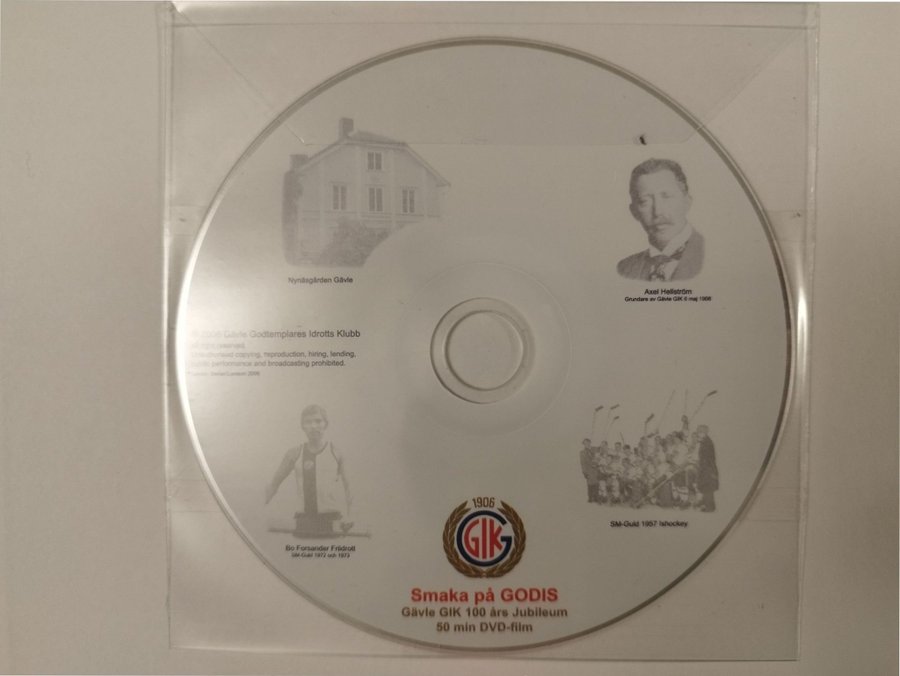 Nynäsgården Gävle
Axel Hellström
Grundare av Gävle GIK 6 maj 1906
© 2006 Gävle Godtemplares Idrotts Klubb
All rights reserved.
Unauthorised copying, reproduction, hiring, lending,
public performance and broadcasting prohibited.
2006
Bo Forsander Friidrott
SM-Guld 1972 och 1973
SM-Guld 1957 Ishockey
1906
GIK
Smaka på GODIS
Gävle GIK 100 års Jubileum
50 min DVD-film